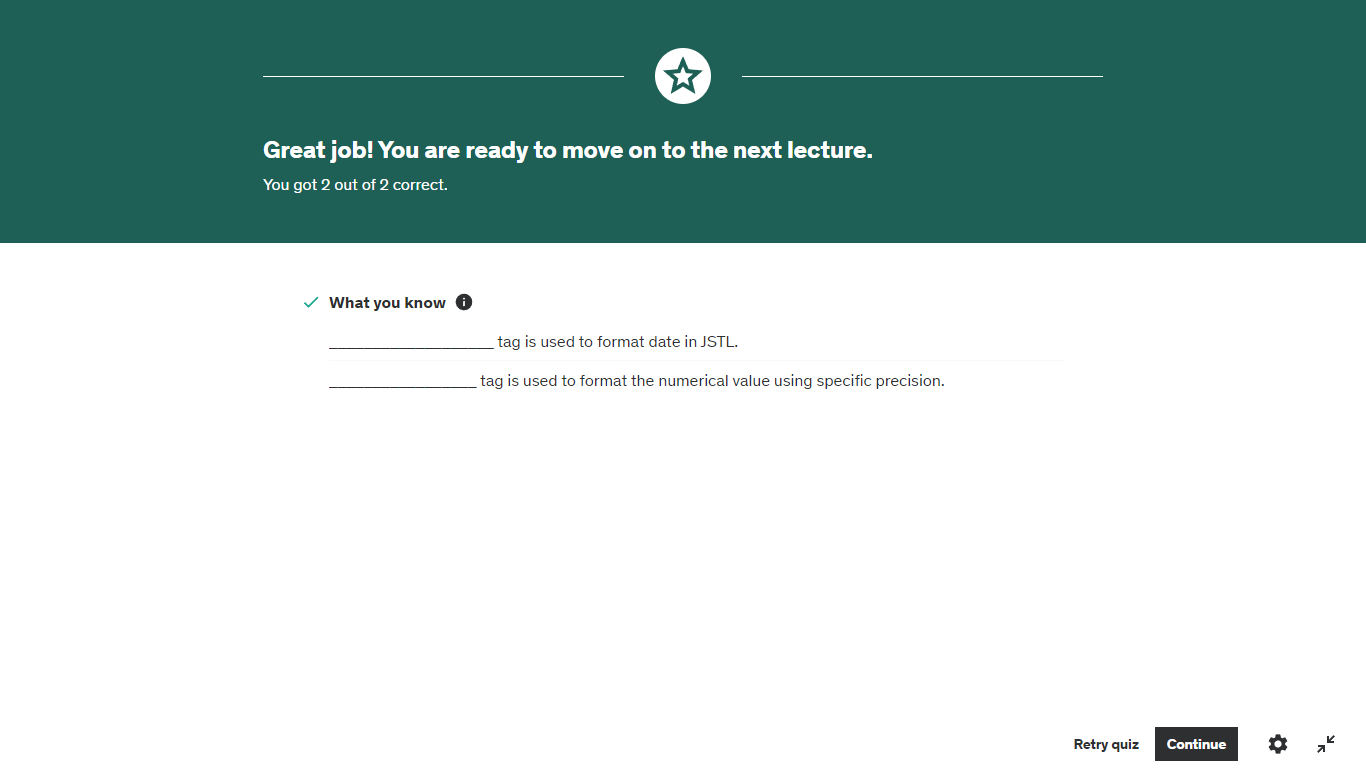 Great job! You are ready to move on to the next lecture.
You got 2 out of 2 correct.
What you know
___________________ tag is used to format date in JSTL.
_________________ tag is used to format the numerical value using specific precision.
Retry quiz
Continue